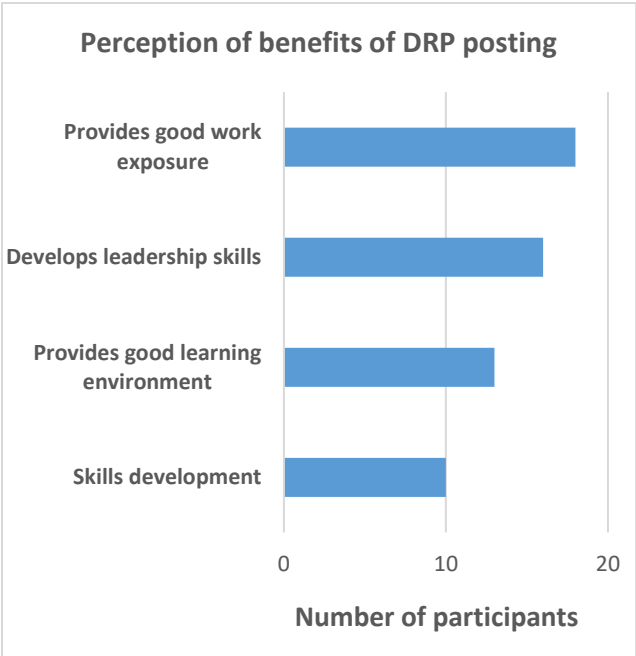 Perception of benefits of DRP posting
Provides good work
exposure
Develops leadership skills
Provides good learning
environment
Skills development
0
10
20
Number of participants